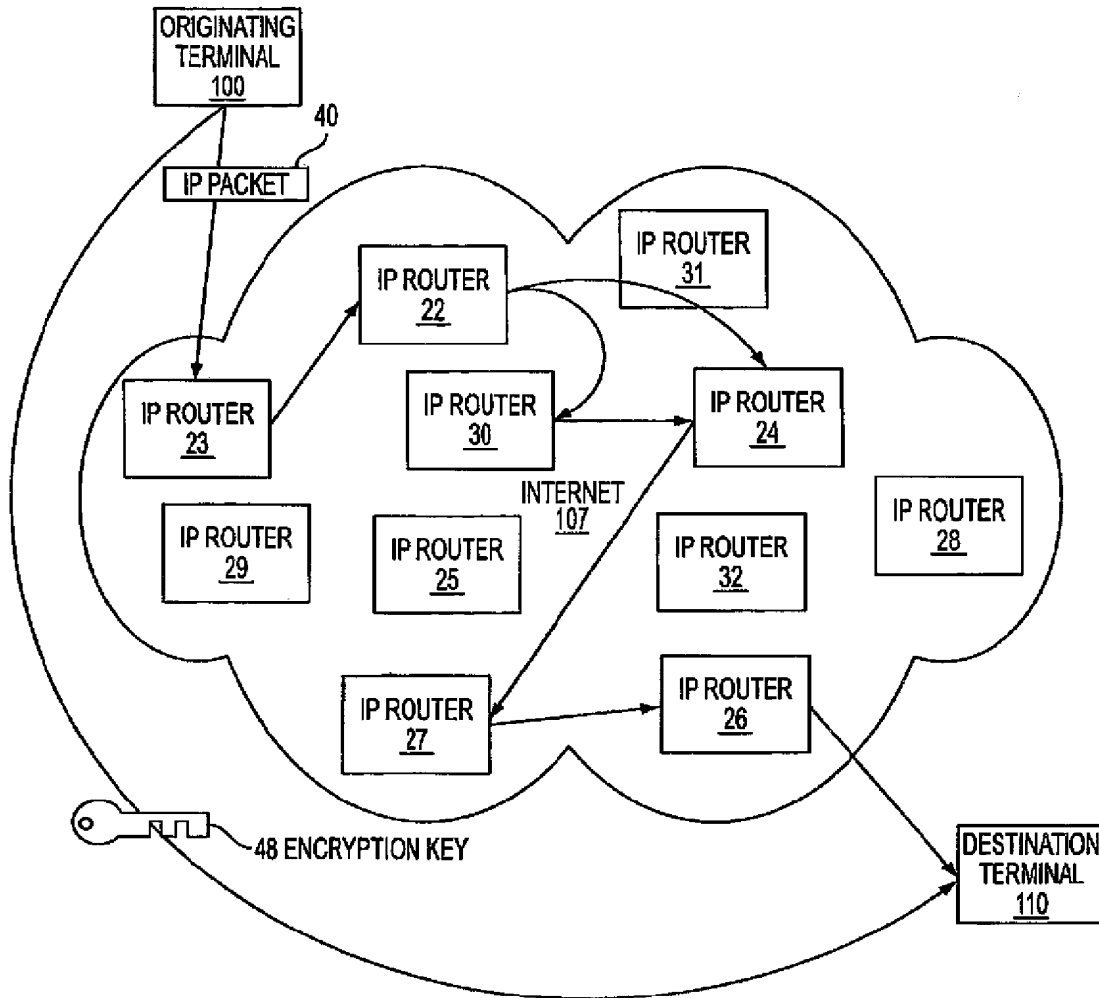 ORIGINATING
TERMINAL
100
40
IP PACKET
IP ROUTER
31
IP ROUTER
22
IP ROUTER
23
IP ROUTER
30
IP ROUTER
24
INTERNET
107
IP ROUTER
29
IP ROUTER
25
IP ROUTER
32
IP ROUTER
28
IP ROUTER
27
IP ROUTER
26
48 ENCRYPTION KEY
DESTINATION
TERMINAL
110